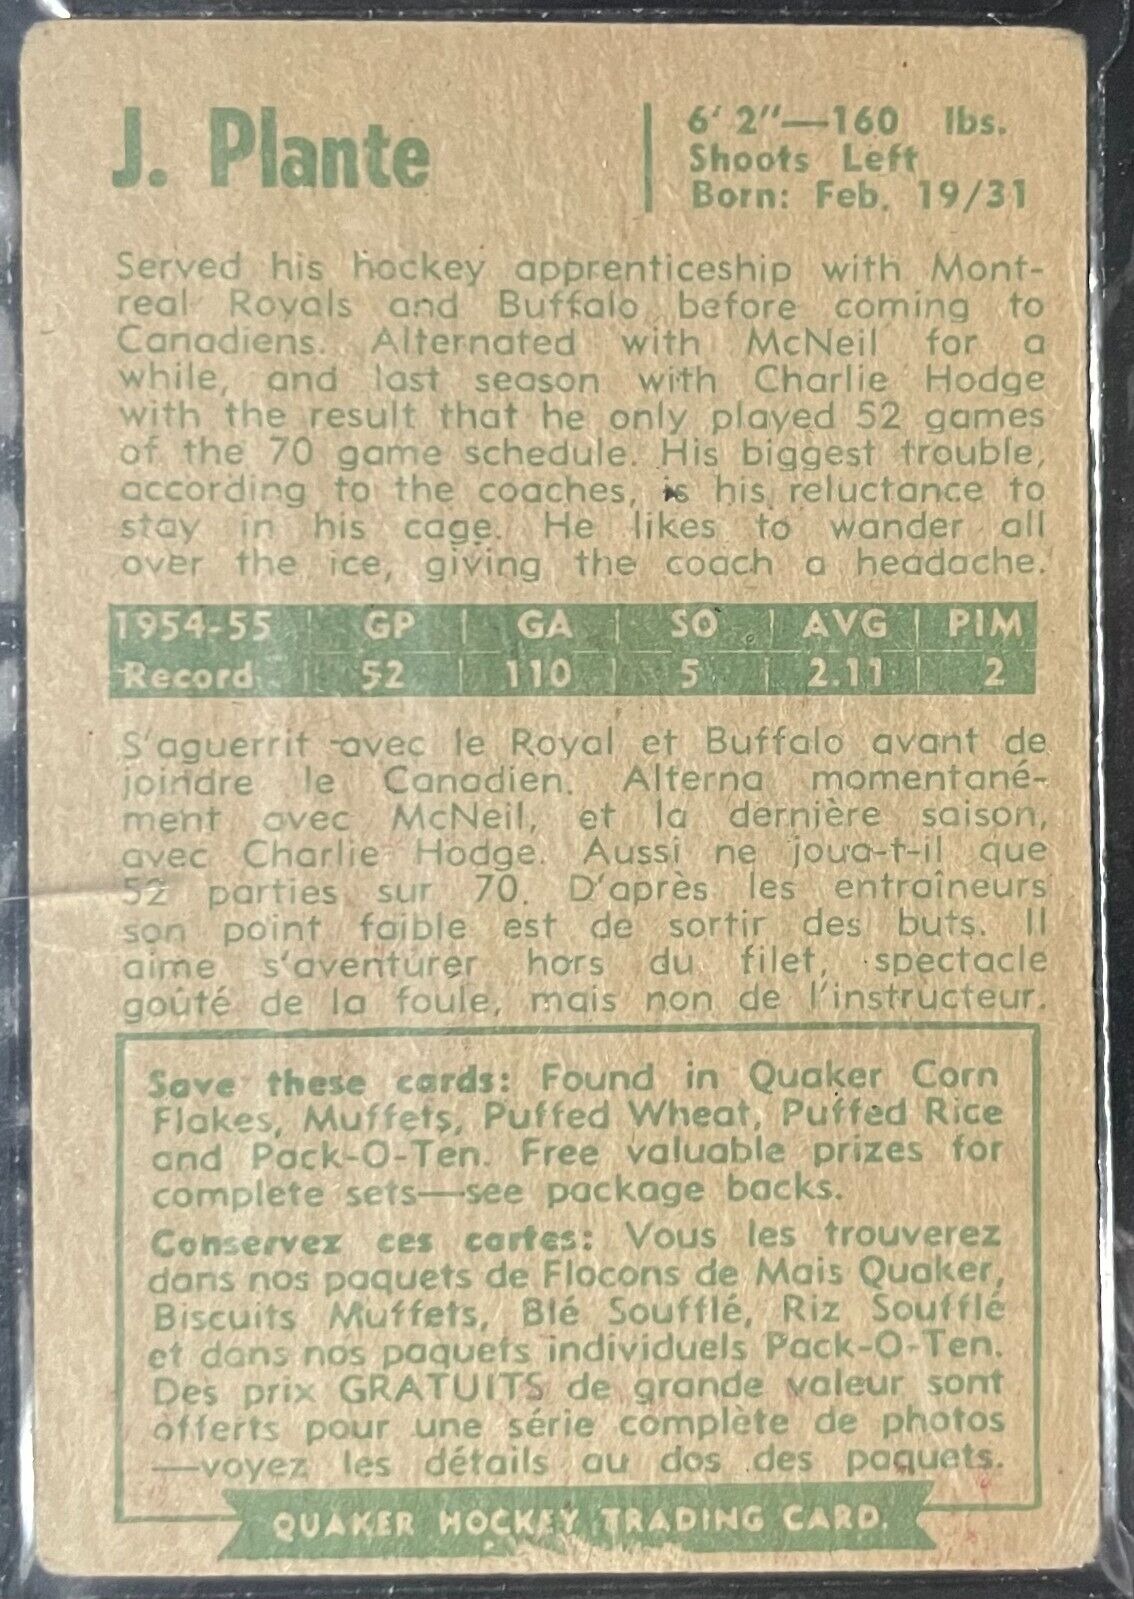 J. Plante
6' 2"—160 lbs.
Shoots Left
Born: Feb. 19/31
Served his hockey apprenticeship with Mont-
real Royals and Buffalo before coming to
Canadiens. Alternated with McNeil for a
while, and last season with Charlie Hodge
with the result that he only played 52 games
of the 70 game schedule. His biggest trouble,
according to the coaches, is his reluctance to
stay in his cage. He likes to wander all
over the ice, giving the coach a headache.
1954-55 | GP | GA | SO | AVG | PIM
Record | 52 | 110 | 5 | 2.11 | 2
S'aguerrit avec le Royal et Buffalo avant de
joindre le Canadien. Alterna momentané-
ment avec McNeil, et la dernière saison,
avec Charlie Hodge. Aussi ne joua-t-il que
52 parties sur 70. D'après les entraîneurs
son point faible est de sortir des buts. Il
aime s'aventurer hors du filet, spectacle
goûté de la foule, mais non de l'instructeur.
Save these cards: Found in Quaker Corn
Flakes, Muffets, Puffed Wheat, Puffed Rice
and Pack-O-Ten. Free valuable prizes for
complete sets—see package backs.
Conservez ces cartes: Vous les trouverez
dans nos paquets de Flocons de Mais Quaker,
Biscuits Muffets, Blé Soufflé, Riz Soufflé
et dans nos paquets individuels Pack-O-Ten.
Des prix GRATUITS de grande valeur sont
offerts pour une série complète de photos
—voyez les détails au dos des paquets.
QUAKER HOCKEY TRADING CARD.